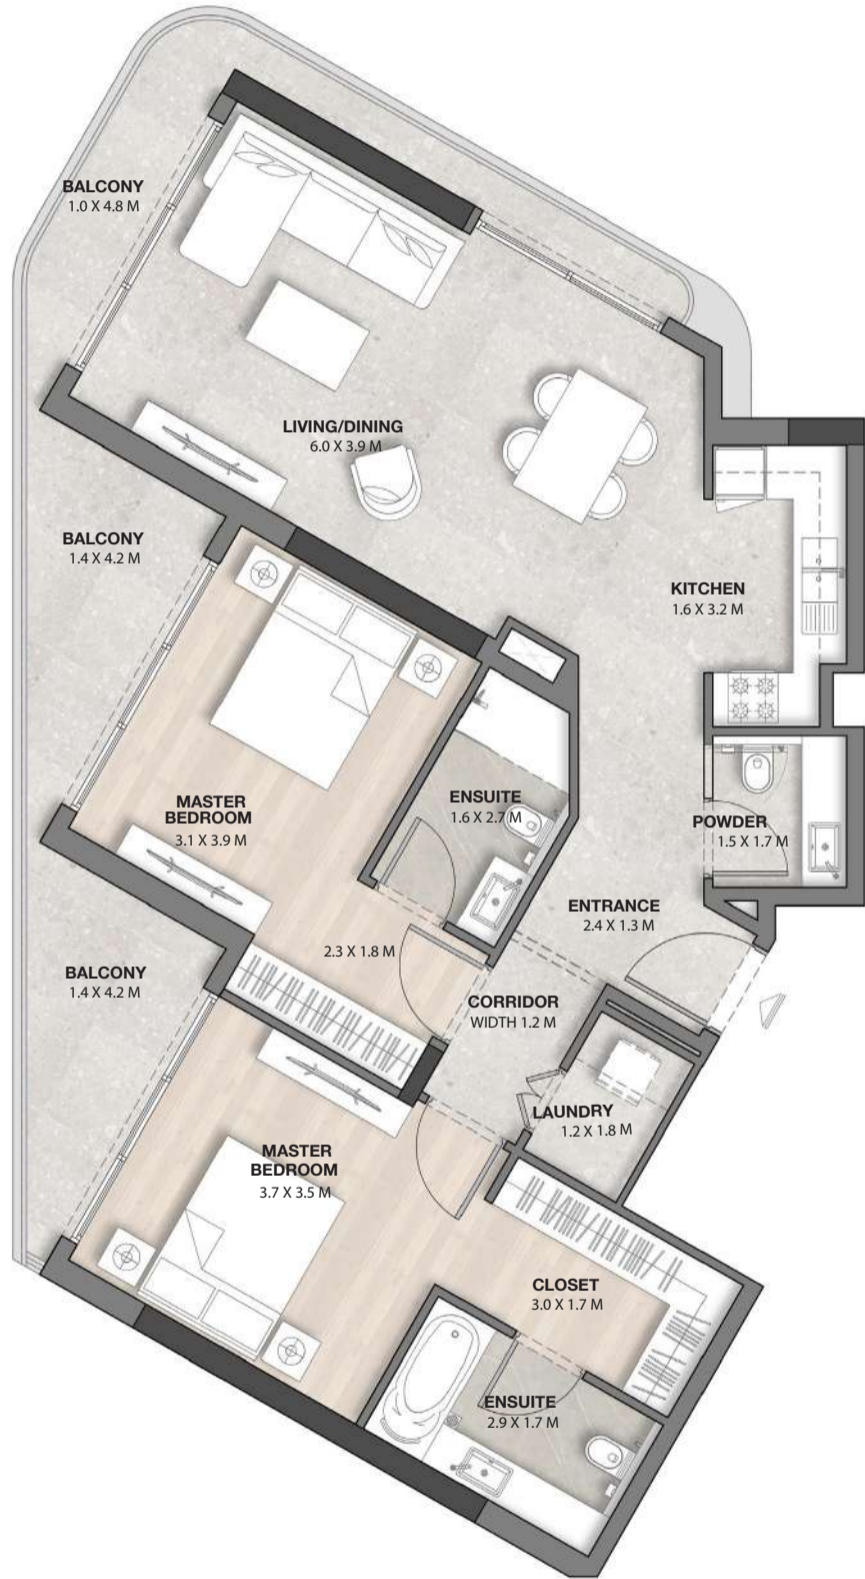 BALCONY
1.0 X 4.8 M
LIVING/DINING
6.0 X 3.9 M
BALCONY
1.4 X 4.2 M
KITCHEN
1.6 X 3.2 M
MASTER
BEDROOM
3.1 X 3.9 M
ENSUITE
1.6 X 2.7 M
POWDER
1.5 X 1.7 M
ENTRANCE
2.4 X 1.3 M
2.3 X 1.8 M
BALCONY
1.4 X 4.2 M
CORRIDOR
WIDTH 1.2 M
LAUNDRY
1.2 X 1.8 M
MASTER
BEDROOM
3.7 X 3.5 M
CLOSET
3.0 X 1.7 M
ENSUITE
2.9 X 1.7 M